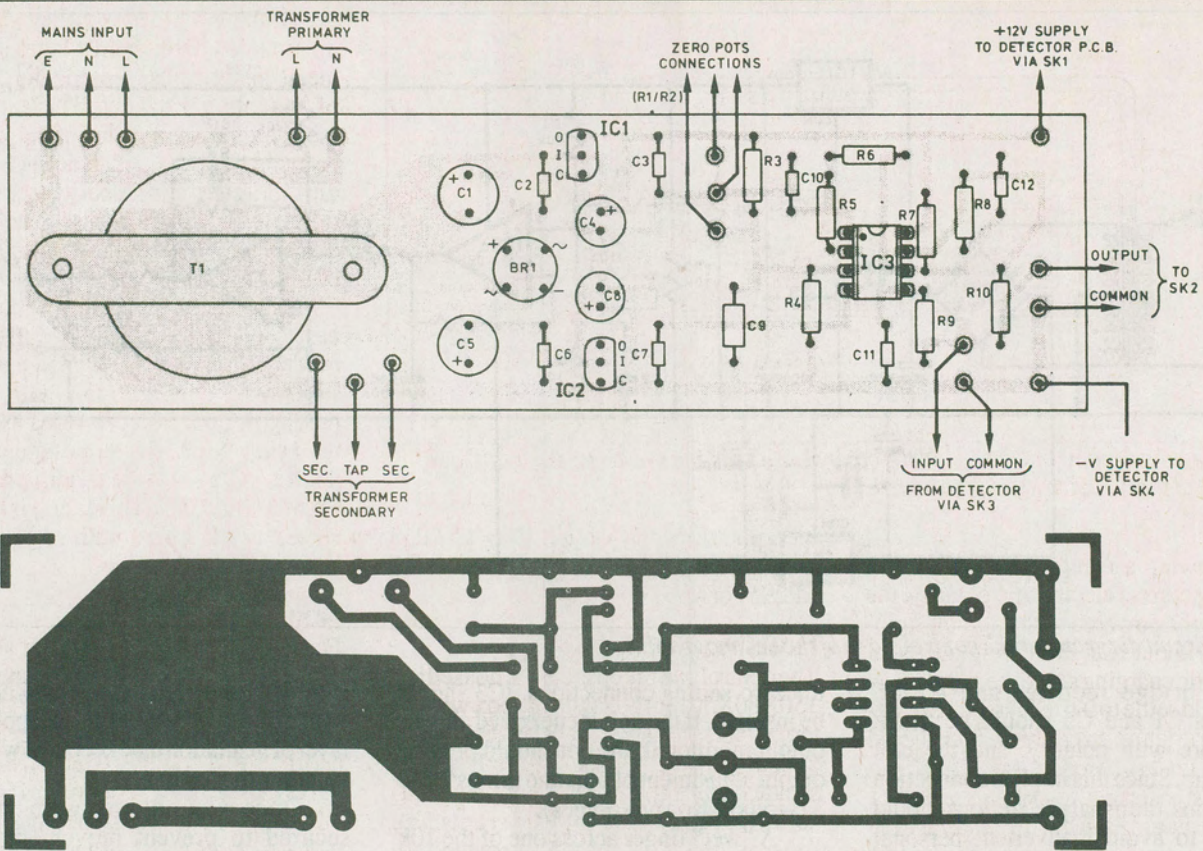 MAINS INPUT
E N L
TRANSFORMER
PRIMARY
L N
ZERO POTS
CONNECTIONS
(R1/R2)
+12V SUPPLY
TO DETECTOR P.C.B.
VIA SK1
IC1
O
I
C
C1
+
C2
C3
R3
C10
R6
R5
R7
R8
C12
C4
+
T1
+
~
BR1
~
–
IC3
OUTPUT
COMMON
TO
SK2
C8
+
R4
R10
C9
R9
C5
+
C6
O
I
C
C7
C11
IC2
SEC. TAP SEC
TRANSFORMER
SECONDARY
INPUT COMMON
FROM DETECTOR
VIA SK3
–V SUPPLY TO
DETECTOR
VIA SK4